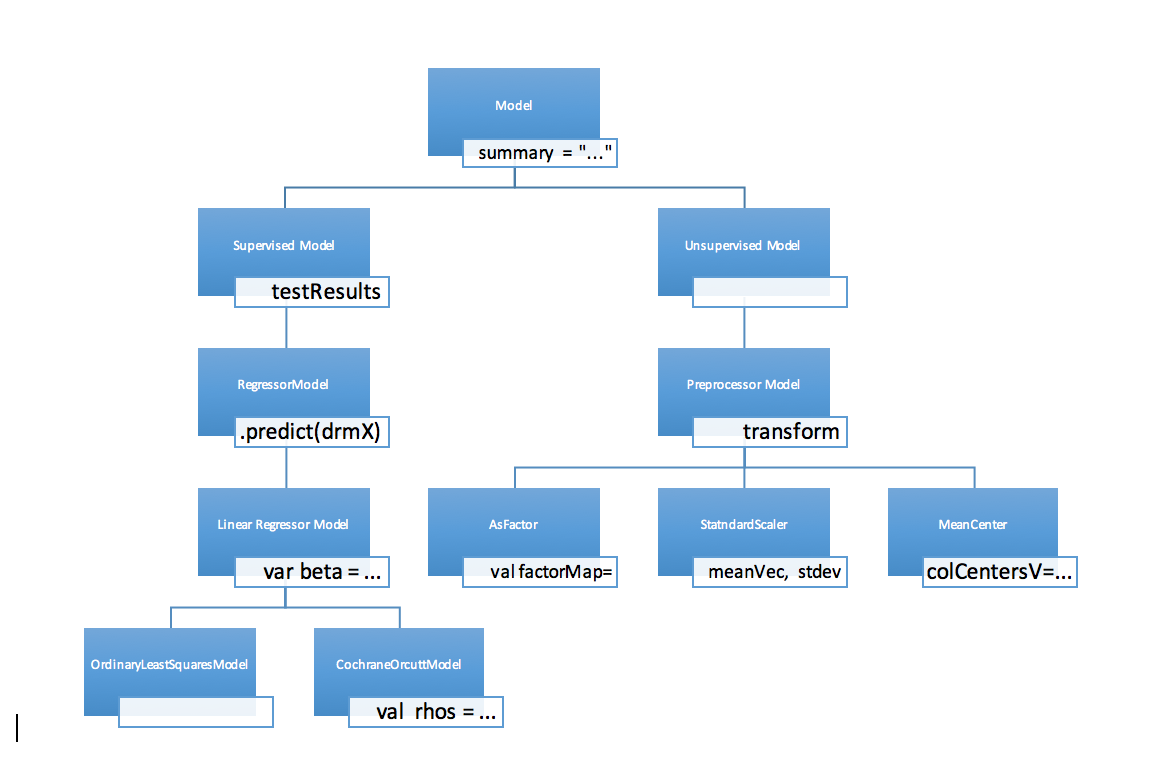 Model
summary = "..."
Supervised Model
testResults
Unsupervised Model
RegressorModel
.predict(drmX)
Preprocessor Model
transform
Linear Regressor Model
var beta = ...
AsFactor
val factorMap=
StatndardScaler
meanVec, stdev
MeanCenter
colCentersV=...
OrdinaryLeastSquaresModel
CochraneOrcuttModel
val rhos = ...